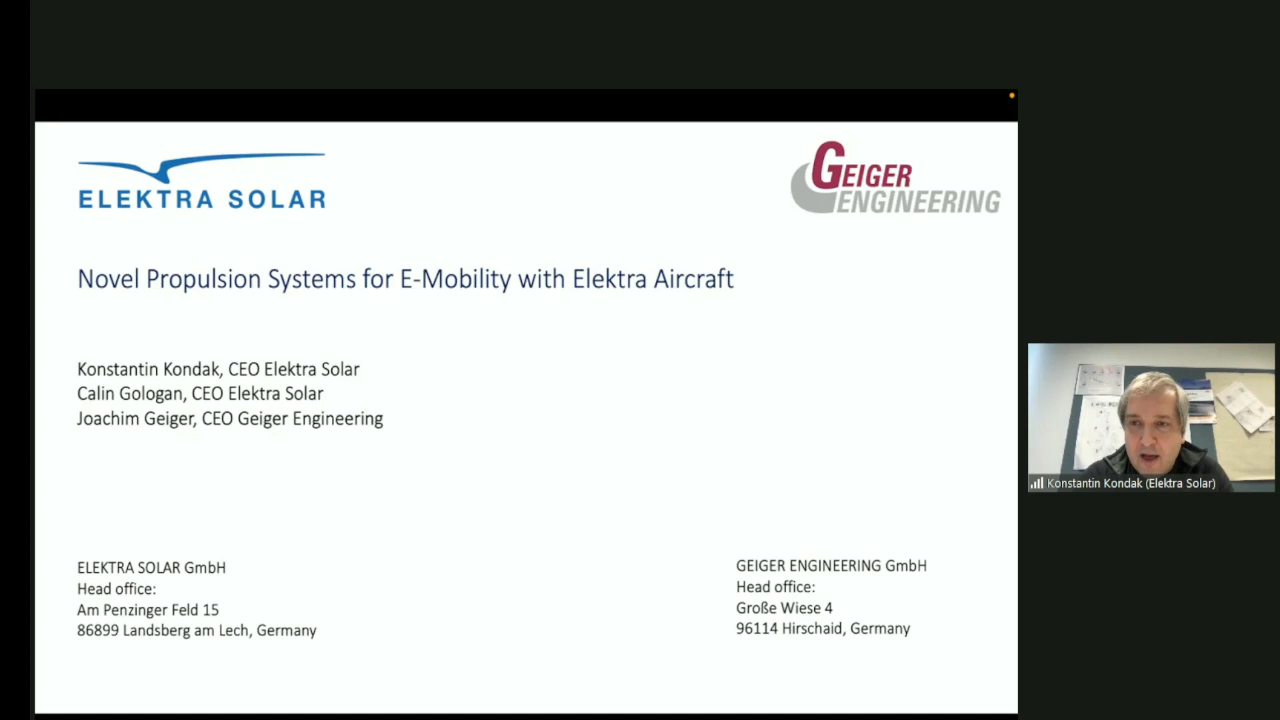 ELEKTRA SOLAR
GEIGER
ENGINEERING
Novel Propulsion Systems for E-Mobility with Elektra Aircraft
Konstantin Kondak, CEO Elektra Solar
Calin Gologan, CEO Elektra Solar
Joachim Geiger, CEO Geiger Engineering
ELEKTRA SOLAR GmbH
Head office:
Am Penzinger Feld 15
86899 Landsberg am Lech, Germany
GEIGER ENGINEERING GmbH
Head office:
Große Wiese 4
96114 Hirschaid, Germany
Konstantin Kondak (Elektra Solar)